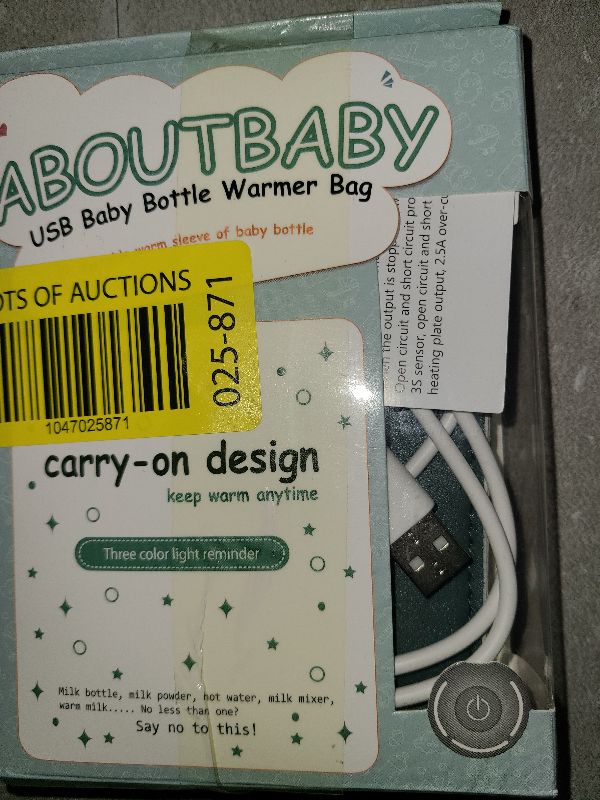 ABOUTBABY
USB Baby Bottle Warmer Bag
warm sleeve of baby bottle
OTS OF AUCTIONS
025-871
1047025871
the output is
Open circuit and short circuit pro
3S sensor, open circuit and short
heating plate output, 2.5A over-c
carry-on design
keep warm anytime
Three color light reminder
Milk bottle, milk powder, hot water, milk mixer,
warm milk..... No less than one?
Say no to this!